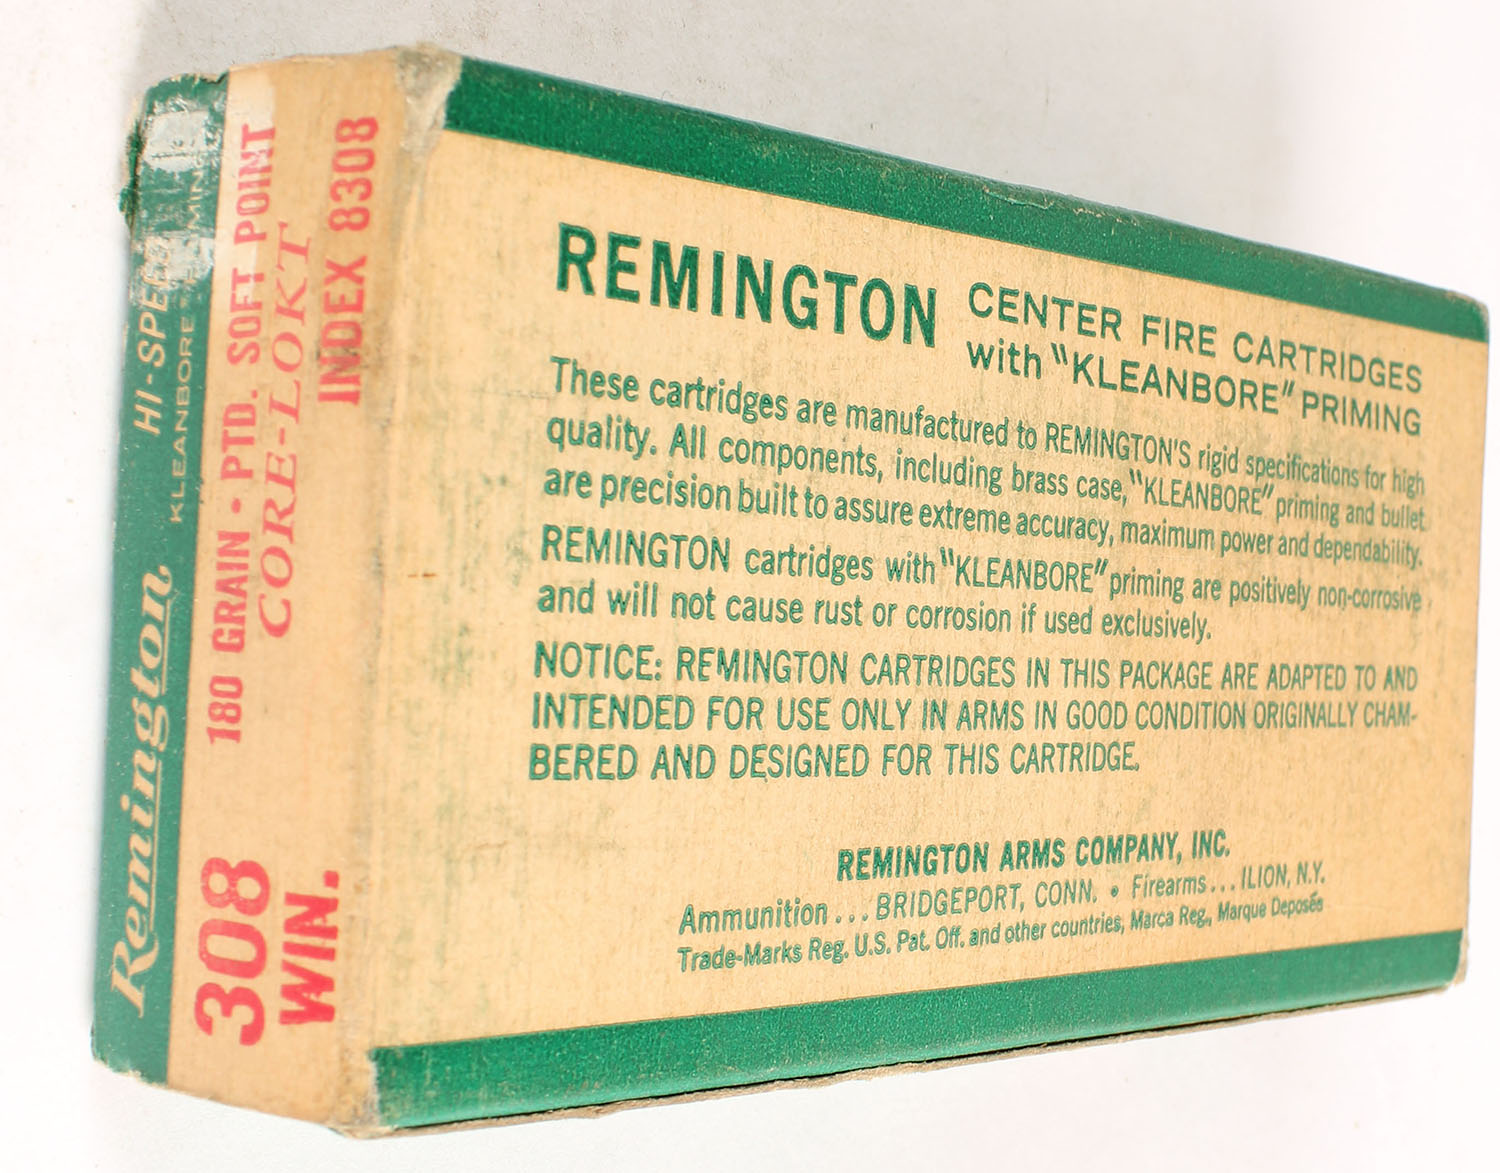 Remington HI-SPEED
KLEANBORE PRIMING
180 GRAIN • PTD. SOFT POINT
CORE-LOKT
INDEX 8308
308
WIN.
REMINGTON CENTER FIRE CARTRIDGES
with "KLEANBORE" PRIMING
These cartridges are manufactured to REMINGTON'S rigid specifications for high
quality. All components, including brass case, "KLEANBORE" priming and bullet
are precision built to assure extreme accuracy, maximum power and dependability.
REMINGTON cartridges with "KLEANBORE" priming are positively non-corrosive
and will not cause rust or corrosion if used exclusively.
NOTICE: REMINGTON CARTRIDGES IN THIS PACKAGE ARE ADAPTED TO AND
INTENDED FOR USE ONLY IN ARMS IN GOOD CONDITION ORIGINALLY CHAM-
BERED AND DESIGNED FOR THIS CARTRIDGE.
REMINGTON ARMS COMPANY, INC.
Ammunition ... BRIDGEPORT, CONN. • Firearms ... ILION, N.Y.
Trade-Marks Reg. U.S. Pat. Off. and other countries, Marca Reg., Marque Deposée